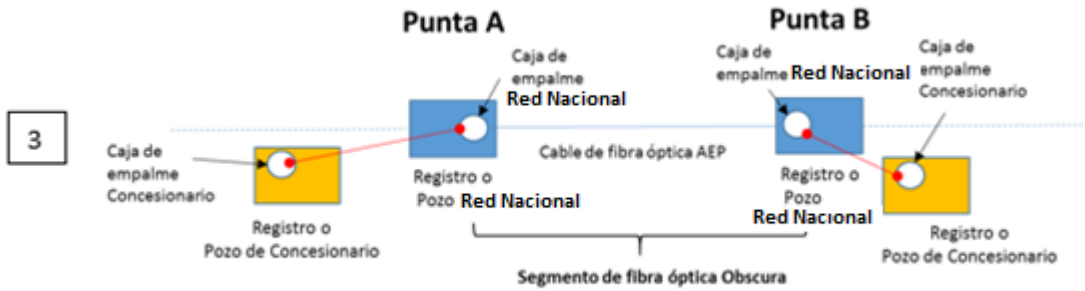 Punta A
Punta B
Caja de
empalme
Red Nacional
Caja de
empalme Red Nacional
Caja de
empalme
Concesionario
3
Caja de
empalme
Concesionario
Cable de fibra óptica AEP
Registro o
Pozo Red Nacional
Registro o
Pozo
Red Nacional
Registro o
Pozo de Concesionario
Registro o
Pozo de Concesionario
Segmento de fibra óptica Obscura